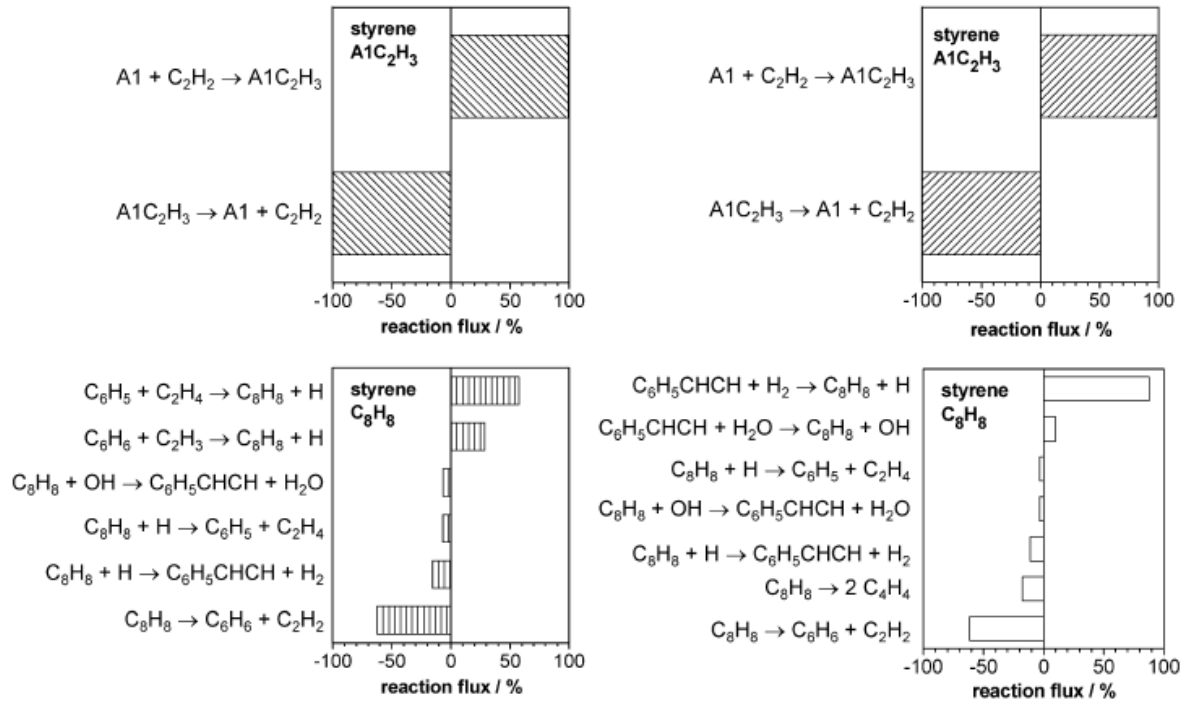 styrene
A1C₂H₃
A1 + C₂H₂ → A1C₂H₃
A1C₂H₃ → A1 + C₂H₂
-100 -50 0 50 100
reaction flux / %
styrene
A1C₂H₃
A1 + C₂H₂ → A1C₂H₃
A1C₂H₃ → A1 + C₂H₂
-100 -50 0 50 100
reaction flux / %
styrene
C₈H₈
C₆H₅ + C₂H₄ → C₈H₈ + H
C₆H₆ + C₂H₃ → C₈H₈ + H
C₈H₈ + OH → C₆H₅CHCH + H₂O
C₈H₈ + H → C₆H₅ + C₂H₄
C₈H₈ + H → C₆H₅CHCH + H₂
C₈H₈ → C₆H₆ + C₂H₂
-100 -50 0 50 100
reaction flux / %
styrene
C₈H₈
C₆H₅CHCH + H₂ → C₈H₈ + H
C₆H₅CHCH + H₂O → C₈H₈ + OH
C₈H₈ + H → C₆H₅ + C₂H₄
C₈H₈ + OH → C₆H₅CHCH + H₂O
C₈H₈ + H → C₆H₅CHCH + H₂
C₈H₈ → 2 C₄H₄
C₈H₈ → C₆H₆ + C₂H₂
-100 -50 0 50 100
reaction flux / %